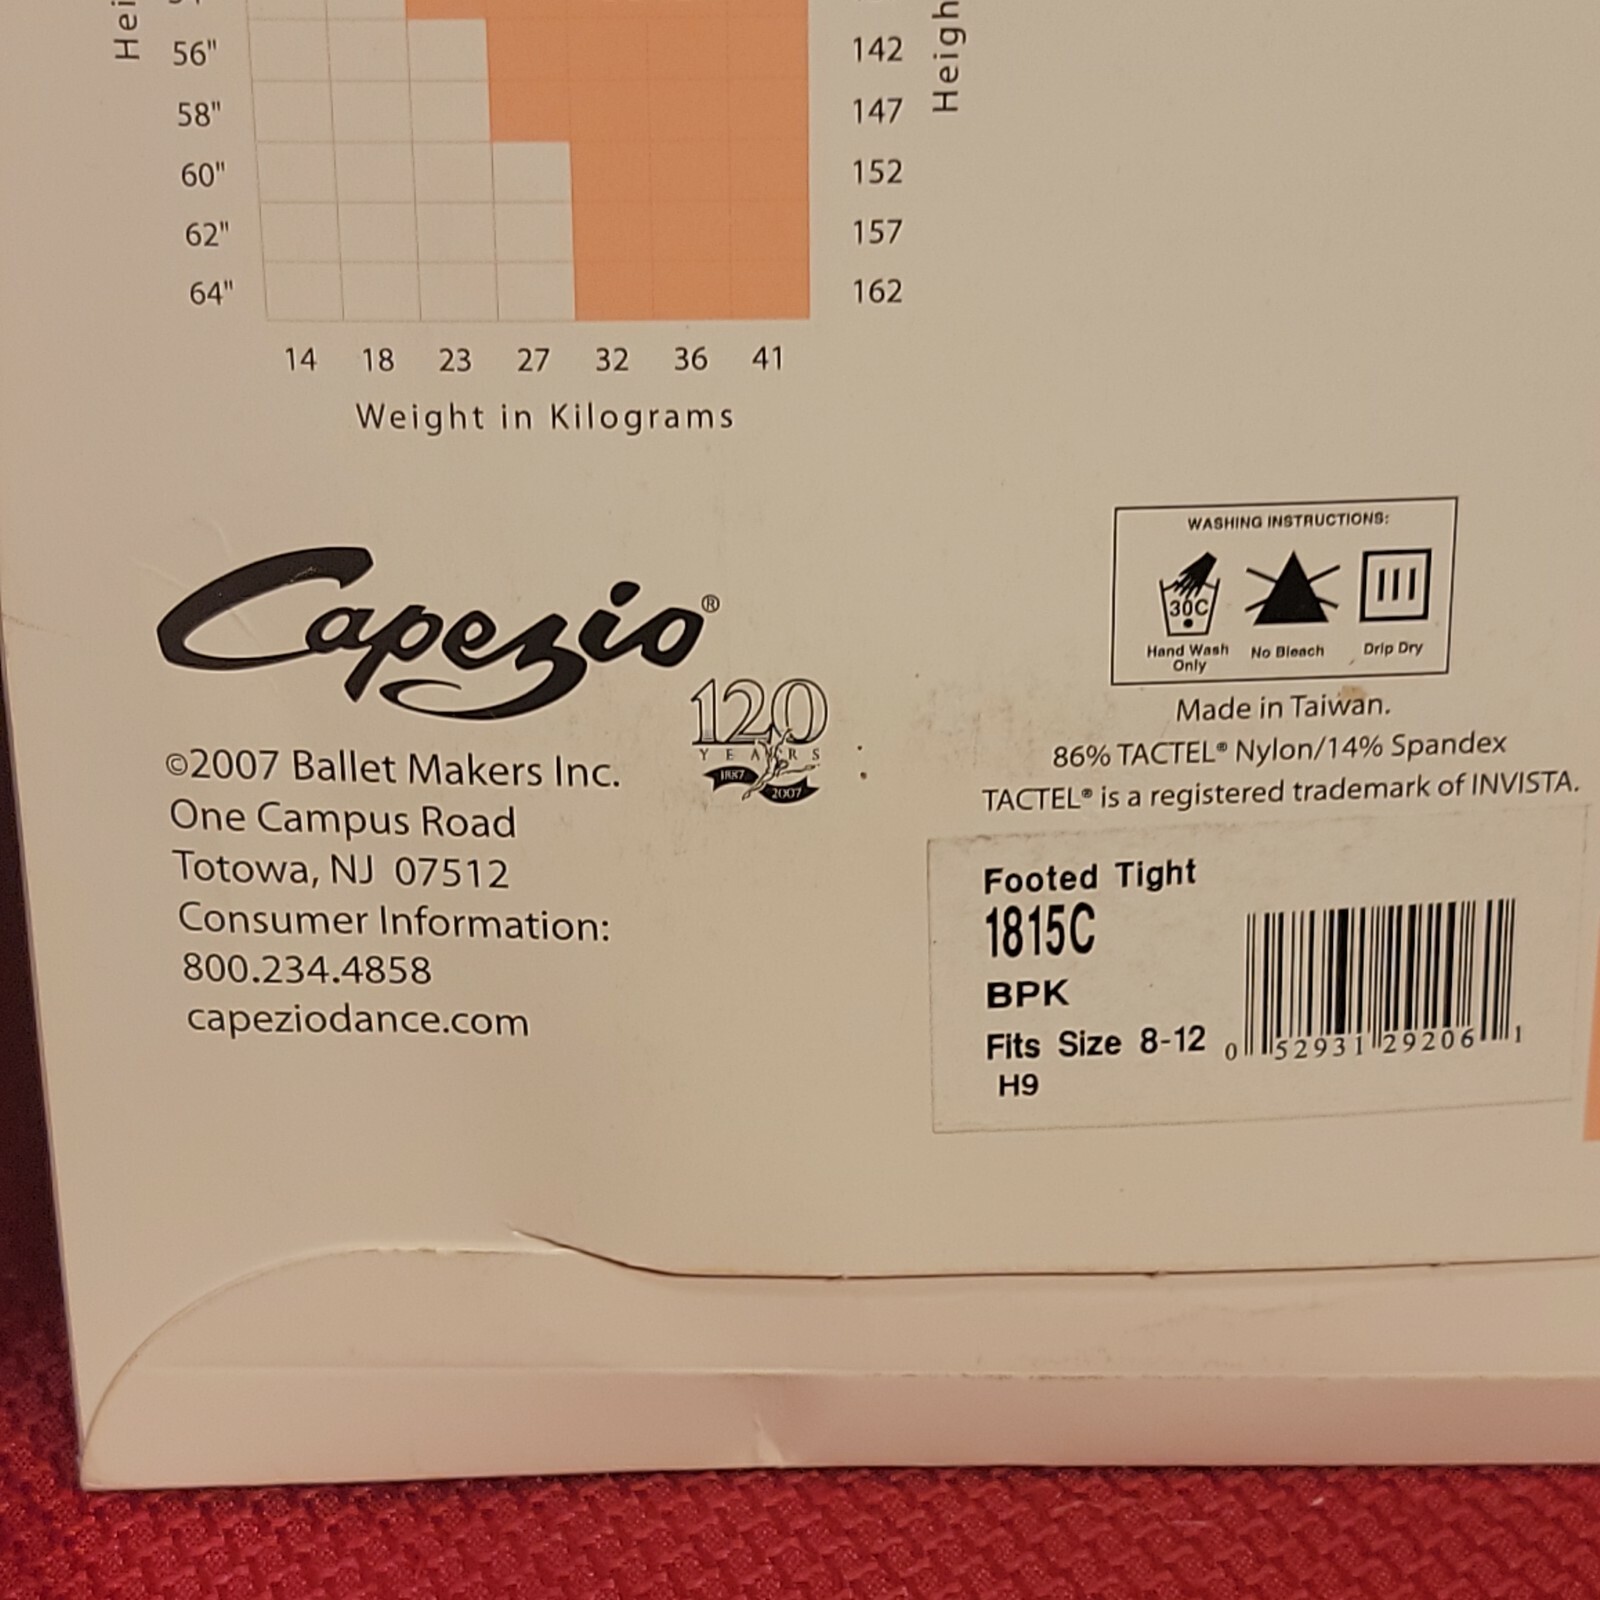 Hei
Heigh
56" 142
58" 147
60" 152
62" 157
64" 162
14 18 23 27 32 36 41
Weight in Kilograms
Capezio®
120
YEARS
1887
2007
©2007 Ballet Makers Inc.
One Campus Road
Totowa, NJ 07512
Consumer Information:
800.234.4858
capeziodance.com
WASHING INSTRUCTIONS:
30C
Hand Wash
Only
No Bleach
Drip Dry
Made in Taiwan.
86% TACTEL® Nylon/14% Spandex
TACTEL® is a registered trademark of INVISTA.
Footed Tight
1815C
BPK
Fits Size 8-12
H9
0 52931 29206 1